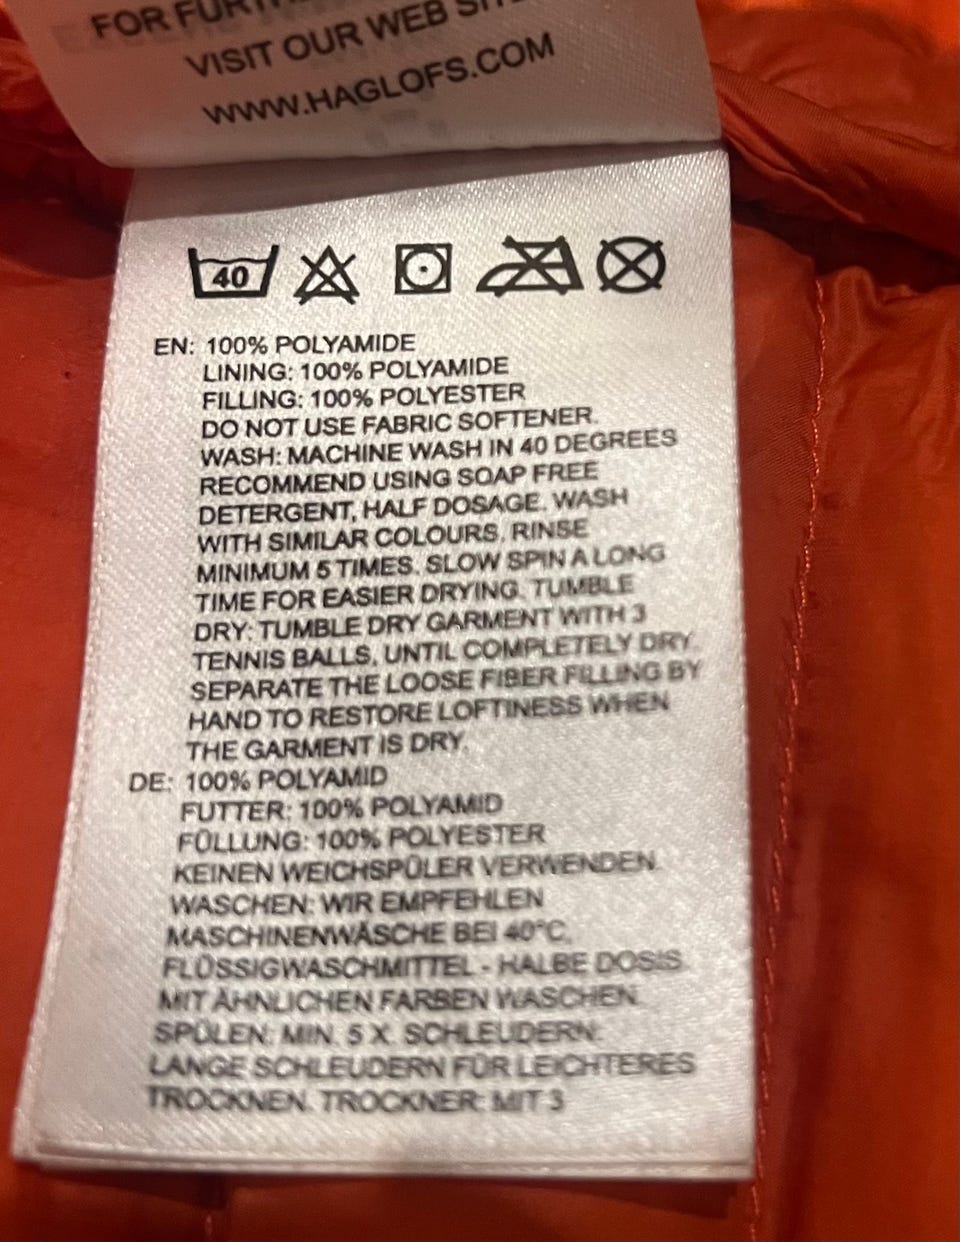 FOR FURTHER
VISIT OUR WEB SITE
WWW.HAGLOFS.COM
40
EN: 100% POLYAMIDE
LINING: 100% POLYAMIDE
FILLING: 100% POLYESTER
DO NOT USE FABRIC SOFTENER.
WASH: MACHINE WASH IN 40 DEGREES
RECOMMEND USING SOAP FREE
DETERGENT, HALF DOSAGE. WASH
WITH SIMILAR COLOURS. RINSE
MINIMUM 5 TIMES. SLOW SPIN A LONG
TIME FOR EASIER DRYING. TUMBLE
DRY: TUMBLE DRY GARMENT WITH 3
TENNIS BALLS, UNTIL COMPLETELY DRY.
SEPARATE THE LOOSE FIBER FILLING BY
HAND TO RESTORE LOFTINESS WHEN
THE GARMENT IS DRY.
DE: 100% POLYAMID
FUTTER: 100% POLYAMID
FÜLLUNG: 100% POLYESTER
KEINEN WEICHSPÜLER VERWENDEN.
WASCHEN: WIR EMPFEHLEN
MASCHINENWÄSCHE BEI 40°C,
FLÜSSIGWASCHMITTEL - HALBE DOSIS.
MIT ÄHNLICHEN FARBEN WASCHEN.
SPÜLEN: MIN. 5 X. SCHLEUDERN:
LANGE SCHLEUDERN FÜR LEICHTERES
TROCKNEN. TROCKNER: MIT 3